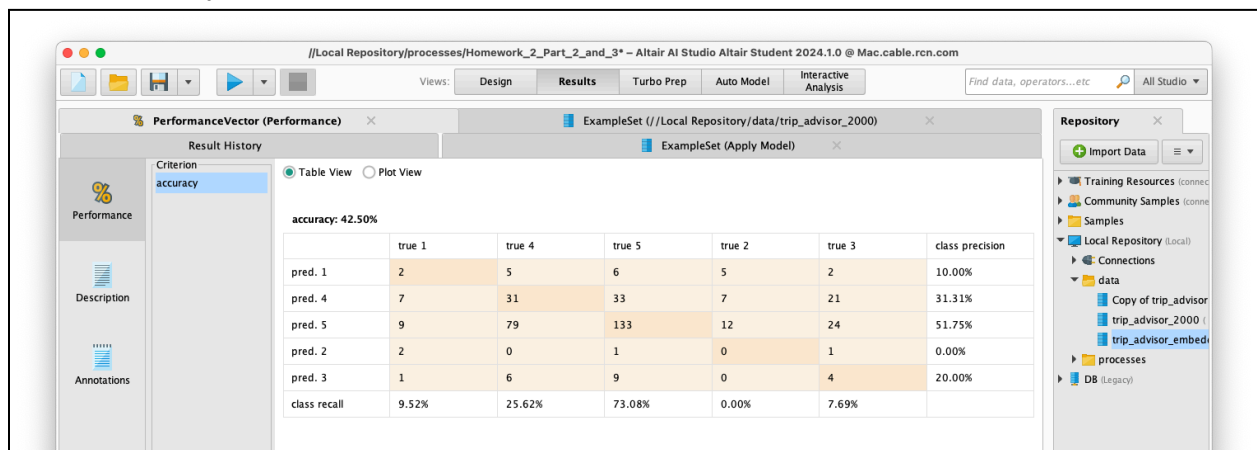 //Local Repository/processes/Homework_2_Part_2_and_3* – Altair AI Studio Altair Student 2024.1.0 @ Mac.cable.rcn.com
Views: Design Results Turbo Prep Auto Model Interactive Analysis Find data, operators...etc All Studio
PerformanceVector (Performance) ExampleSet (//Local Repository/data/trip_advisor_2000) Repository
Result History ExampleSet (Apply Model)
Import Data
Criterion
accuracy
Table View Plot View
Performance
Description
Annotations
accuracy: 42.50%
true 1 true 4 true 5 true 2 true 3 class precision
pred. 1 2 5 6 5 2 10.00%
pred. 4 7 31 33 7 21 31.31%
pred. 5 9 79 133 12 24 51.75%
pred. 2 2 0 1 0 1 0.00%
pred. 3 1 6 9 0 4 20.00%
class recall 9.52% 25.62% 73.08% 0.00% 7.69%
Training Resources (connec
Community Samples (conne
Samples
Local Repository (Local)
Connections
data
Copy of trip_advisor
trip_advisor_2000 (
trip_advisor_embed
processes
DB (Legacy)